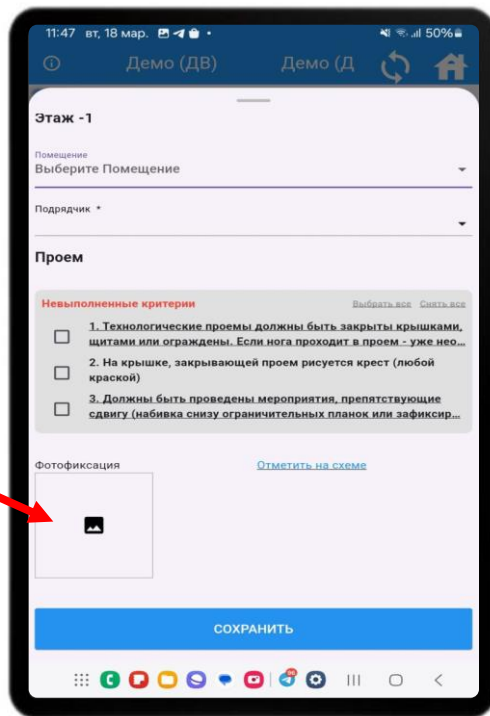 11:47 вт, 18 мар.
50%
Демо (ДВ) Демо (Д
Этаж -1
Помещение
Выберите Помещение
Подрядчик *
Проем
Невыполненные критерии Выбрать все Снять все
1. Технологические проемы должны быть закрыты крышками,
щитами или ограждены. Если нога проходит в проем - уже нео...
2. На крышке, закрывающей проем рисуется крест (любой
краской)
3. Должны быть проведены мероприятия, препятствующие
сдвигу (набивка снизу ограничительных планок или зафиксир...
Фотофиксация Отметить на схеме
СОХРАНИТЬ